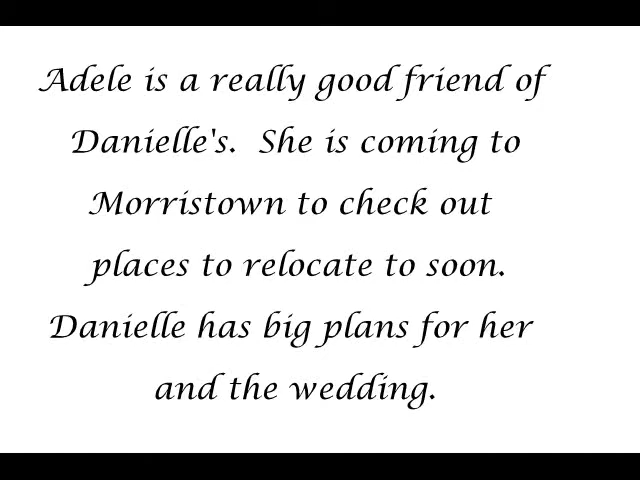 Adele is a really good friend of
Danielle's.  She is coming to
Morristown to check out
places to relocate to soon.
Danielle has big plans for her
and the wedding.